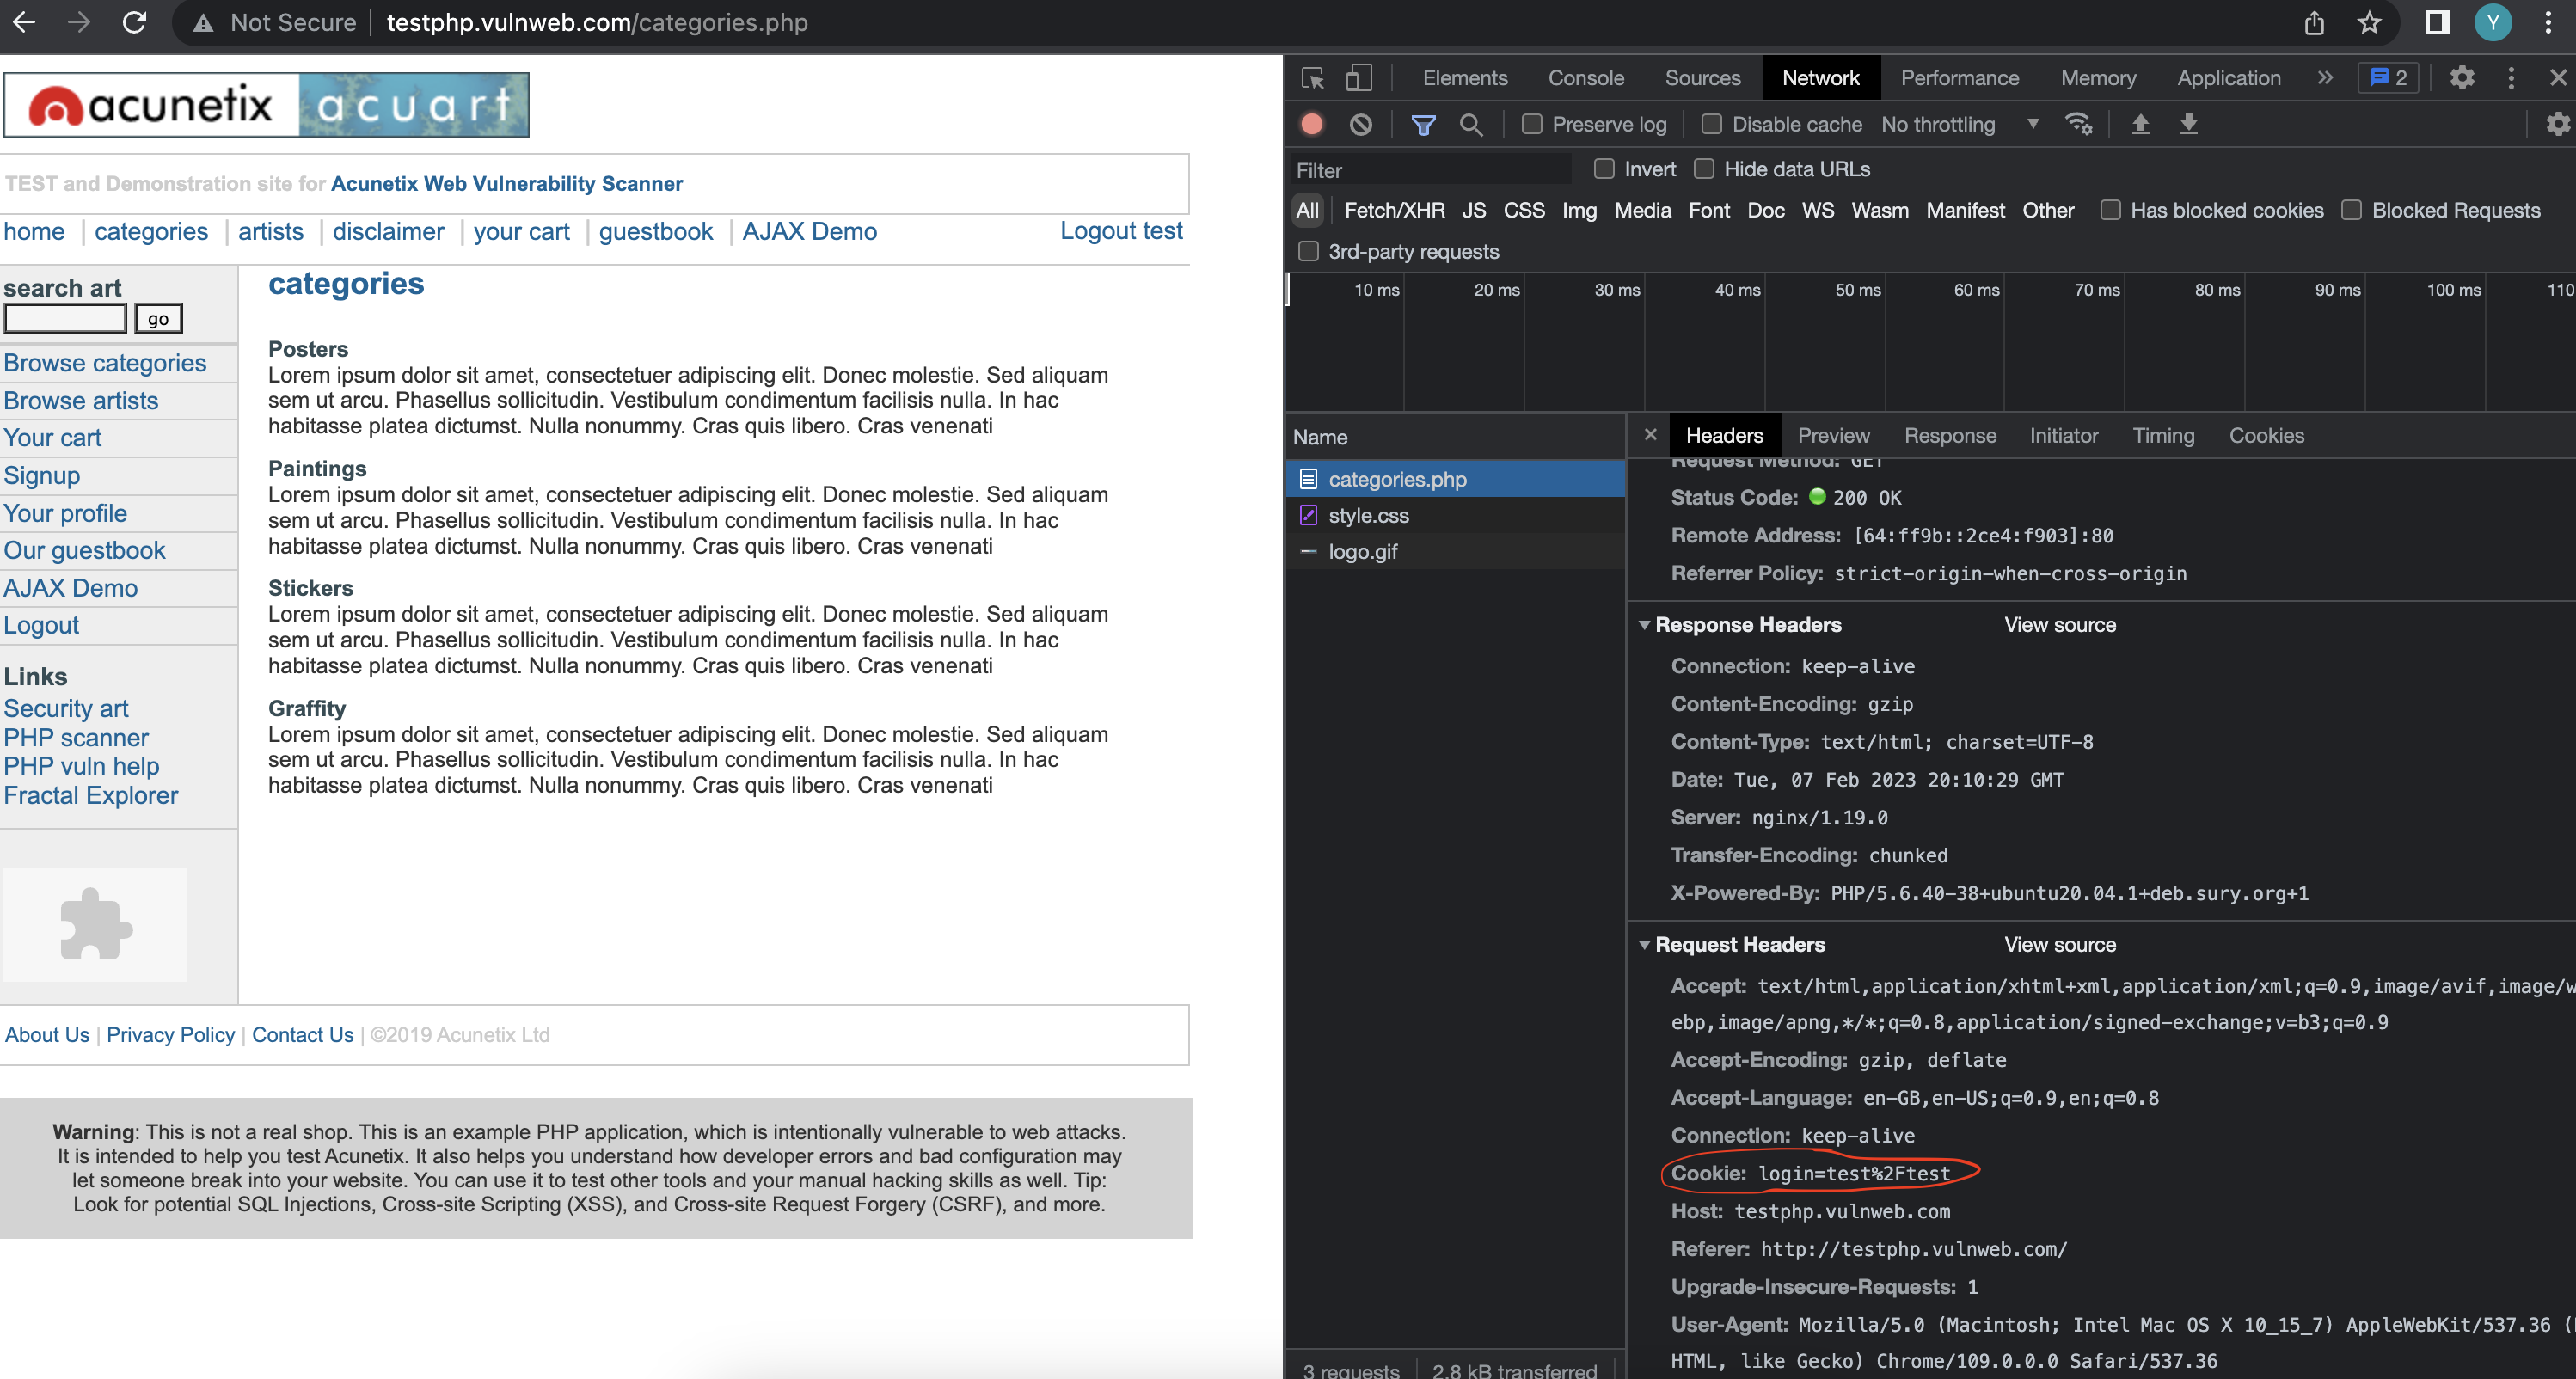 Not Secure testphp.vulnweb.com/categories.php Y
acunetix acuart
TEST and Demonstration site for Acunetix Web Vulnerability Scanner
home categories artists disclaimer your cart guestbook AJAX Demo Logout test
search art
go
Browse categories
Browse artists
Your cart
Signup
Your profile
Our guestbook
AJAX Demo
Logout
Links
Security art
PHP scanner
PHP vuln help
Fractal Explorer
categories
Posters
Lorem ipsum dolor sit amet, consectetuer adipiscing elit. Donec molestie. Sed aliquam
sem ut arcu. Phasellus sollicitudin. Vestibulum condimentum facilisis nulla. In hac
habitasse platea dictumst. Nulla nonummy. Cras quis libero. Cras venenati
Paintings
Lorem ipsum dolor sit amet, consectetuer adipiscing elit. Donec molestie. Sed aliquam
sem ut arcu. Phasellus sollicitudin. Vestibulum condimentum facilisis nulla. In hac
habitasse platea dictumst. Nulla nonummy. Cras quis libero. Cras venenati
Stickers
Lorem ipsum dolor sit amet, consectetuer adipiscing elit. Donec molestie. Sed aliquam
sem ut arcu. Phasellus sollicitudin. Vestibulum condimentum facilisis nulla. In hac
habitasse platea dictumst. Nulla nonummy. Cras quis libero. Cras venenati
Graffity
Lorem ipsum dolor sit amet, consectetuer adipiscing elit. Donec molestie. Sed aliquam
sem ut arcu. Phasellus sollicitudin. Vestibulum condimentum facilisis nulla. In hac
habitasse platea dictumst. Nulla nonummy. Cras quis libero. Cras venenati
About Us | Privacy Policy | Contact Us | ©2019 Acunetix Ltd
Warning: This is not a real shop. This is an example PHP application, which is intentionally vulnerable to web attacks.
It is intended to help you test Acunetix. It also helps you understand how developer errors and bad configuration may
let someone break into your website. You can use it to test other tools and your manual hacking skills as well. Tip:
Look for potential SQL Injections, Cross-site Scripting (XSS), and Cross-site Request Forgery (CSRF), and more.
Elements Console Sources Network Performance Memory Application 2
Preserve log Disable cache No throttling
Filter Invert Hide data URLs
All Fetch/XHR JS CSS Img Media Font Doc WS Wasm Manifest Other Has blocked cookies Blocked Requests
3rd-party requests
10 ms 20 ms 30 ms 40 ms 50 ms 60 ms 70 ms 80 ms 90 ms 100 ms 110
Name
categories.php
style.css
logo.gif
3 requests 2.8 kB transferred
Headers Preview Response Initiator Timing Cookies
Request Method: GET
Status Code: 200 OK
Remote Address: [64:ff9b::2ce4:f903]:80
Referrer Policy: strict-origin-when-cross-origin
Response Headers View source
Connection: keep-alive
Content-Encoding: gzip
Content-Type: text/html; charset=UTF-8
Date: Tue, 07 Feb 2023 20:10:29 GMT
Server: nginx/1.19.0
Transfer-Encoding: chunked
X-Powered-By: PHP/5.6.40-38+ubuntu20.04.1+deb.sury.org+1
Request Headers View source
Accept: text/html,application/xhtml+xml,application/xml;q=0.9,image/avif,image/w
ebp,image/apng,*/*;q=0.8,application/signed-exchange;v=b3;q=0.9
Accept-Encoding: gzip, deflate
Accept-Language: en-GB,en-US;q=0.9,en;q=0.8
Connection: keep-alive
Cookie: login=test%2Ftest
Host: testphp.vulnweb.com
Referer: http://testphp.vulnweb.com/
Upgrade-Insecure-Requests: 1
User-Agent: Mozilla/5.0 (Macintosh; Intel Mac OS X 10_15_7) AppleWebKit/537.36 (
HTML, like Gecko) Chrome/109.0.0.0 Safari/537.36